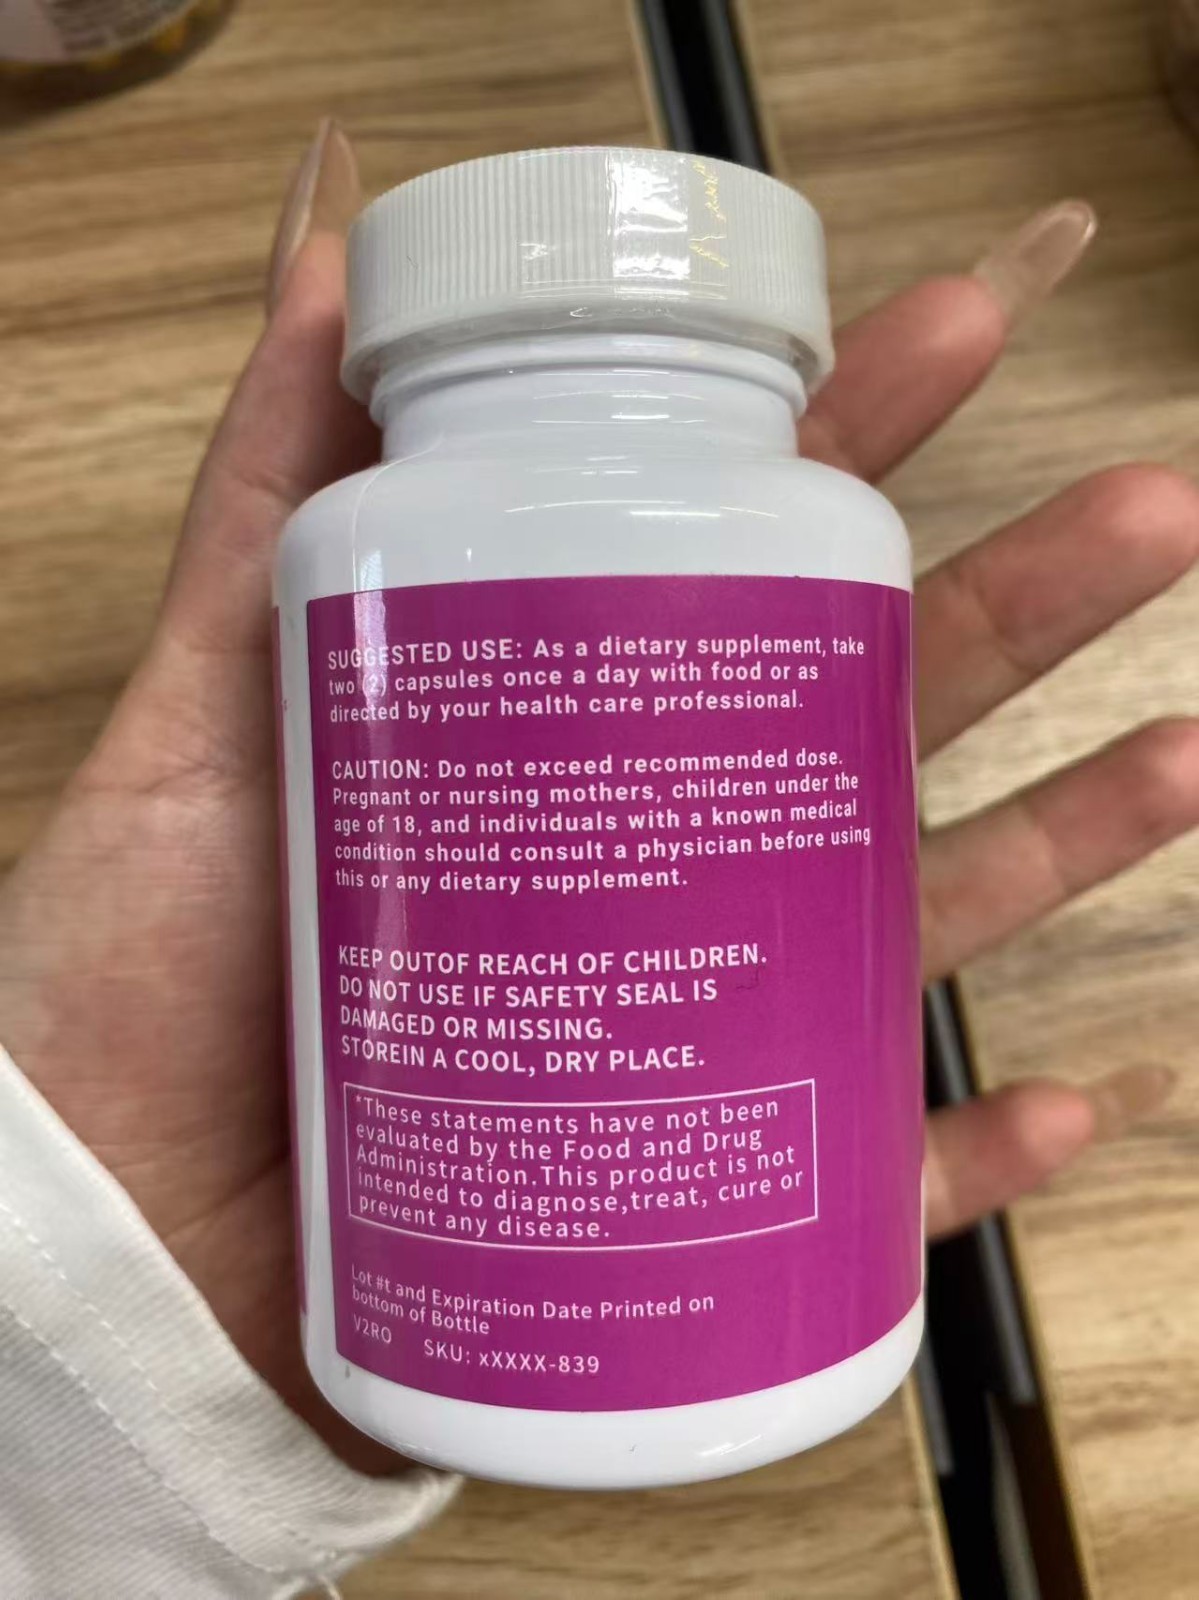 SUGGESTED USE: As a dietary supplement, take
two (2) capsules once a day with food or as
directed by your health care professional.
CAUTION: Do not exceed recommended dose.
Pregnant or nursing mothers, children under the
age of 18, and individuals with a known medical
condition should consult a physician before using
this or any dietary supplement.
KEEP OUTOF REACH OF CHILDREN.
DO NOT USE IF SAFETY SEAL IS
DAMAGED OR MISSING.
STOREIN A COOL, DRY PLACE.
*These statements have not been
evaluated by the Food and Drug
Administration.This product is not
intended to diagnose,treat, cure or
prevent any disease.
Lot #t and Expiration Date Printed on
bottom of Bottle
V2RO SKU: xXXXX-839